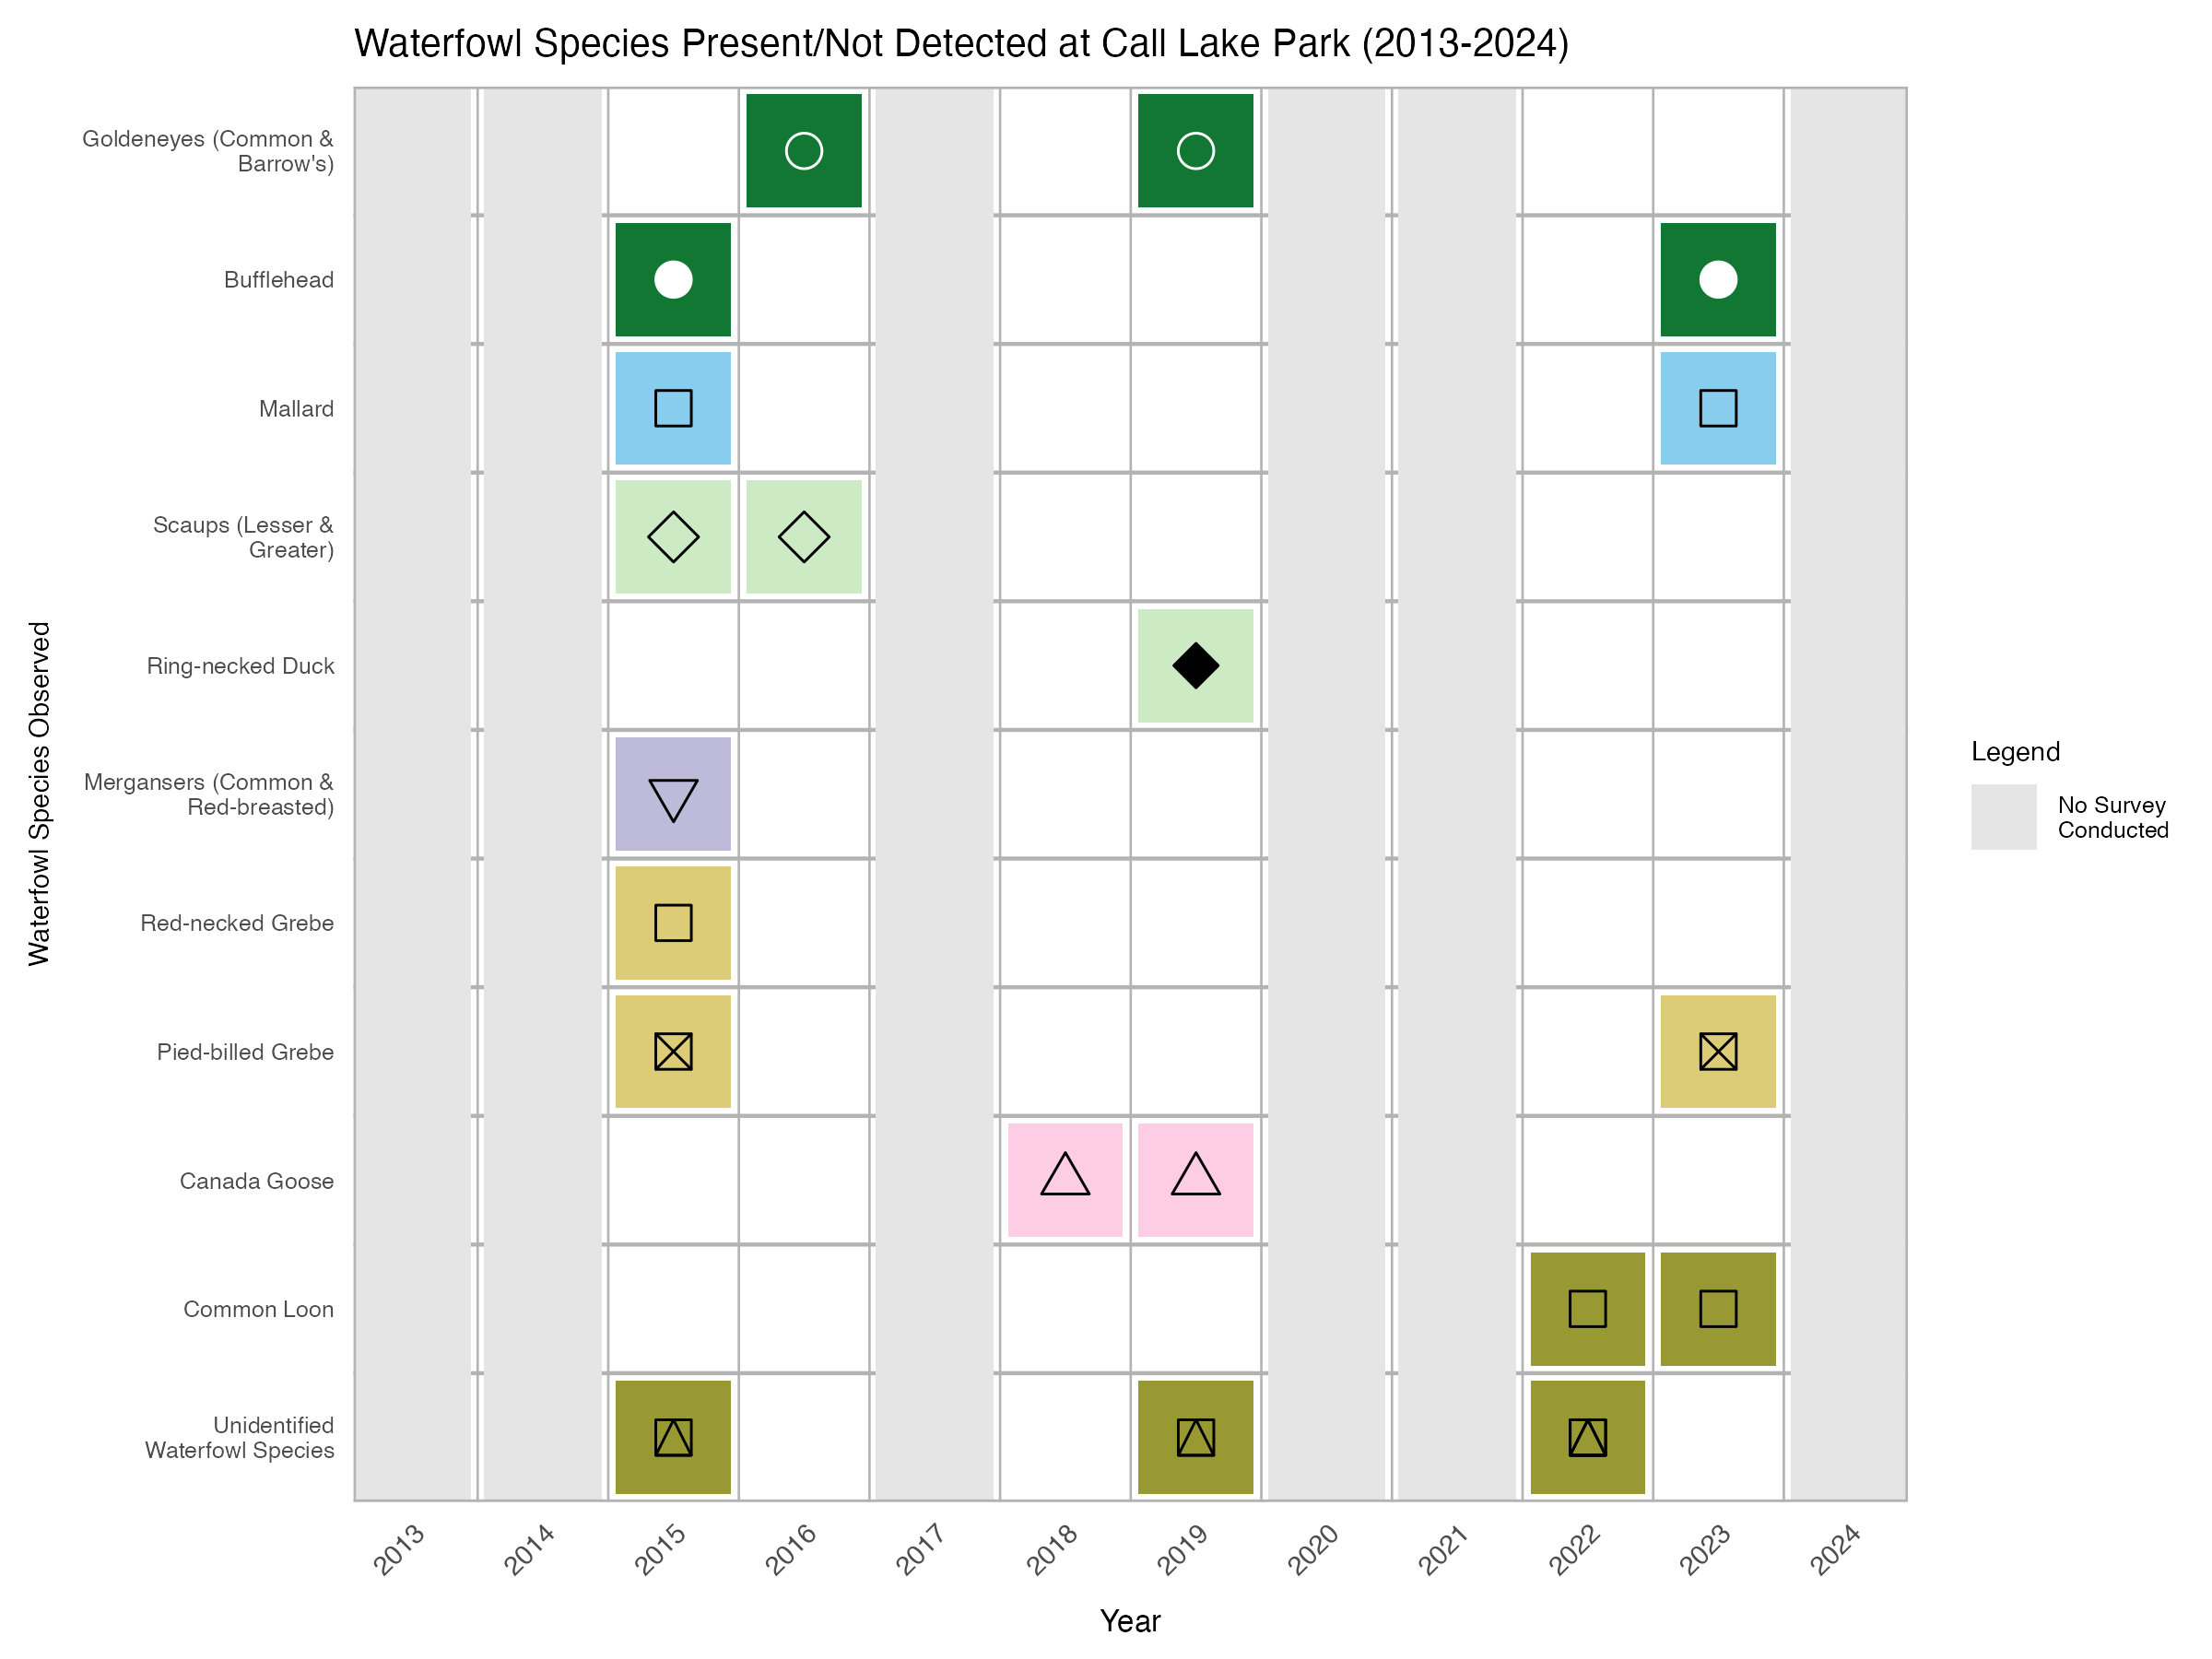 Waterfowl Species Present/Not Detected at Call Lake Park (2013-2024)
Goldeneyes (Common &
Barrow's)
Bufflehead
Mallard
Scaups (Lesser &
Greater)
Ring-necked Duck
Mergansers (Common &
Red-breasted)
Red-necked Grebe
Pied-billed Grebe
Canada Goose
Common Loon
Unidentified
Waterfowl Species
Waterfowl Species Observed
2013
2014
2015
2016
2017
2018
2019
2020
2021
2022
2023
2024
Year
Legend
No Survey
Conducted